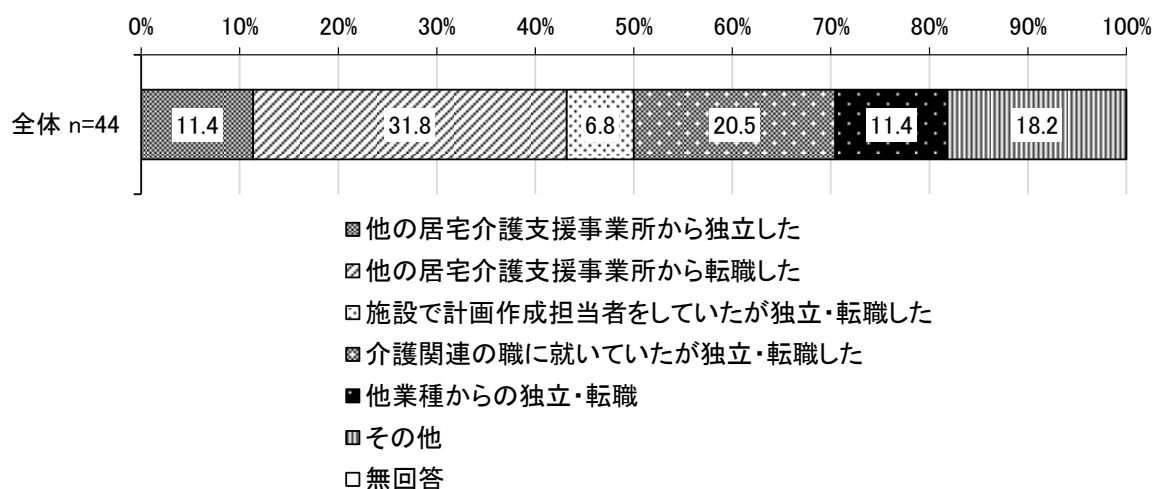 0% 10% 20% 30% 40% 50% 60% 70% 80% 90% 100%
全体 n=44 11.4 31.8 6.8 20.5 11.4 18.2
他の居宅介護支援事業所から独立した
他の居宅介護支援事業所から転職した
施設で計画作成担当者をしていたが独立・転職した
介護関連の職に就いていたが独立・転職した
他業種からの独立・転職
その他
無回答